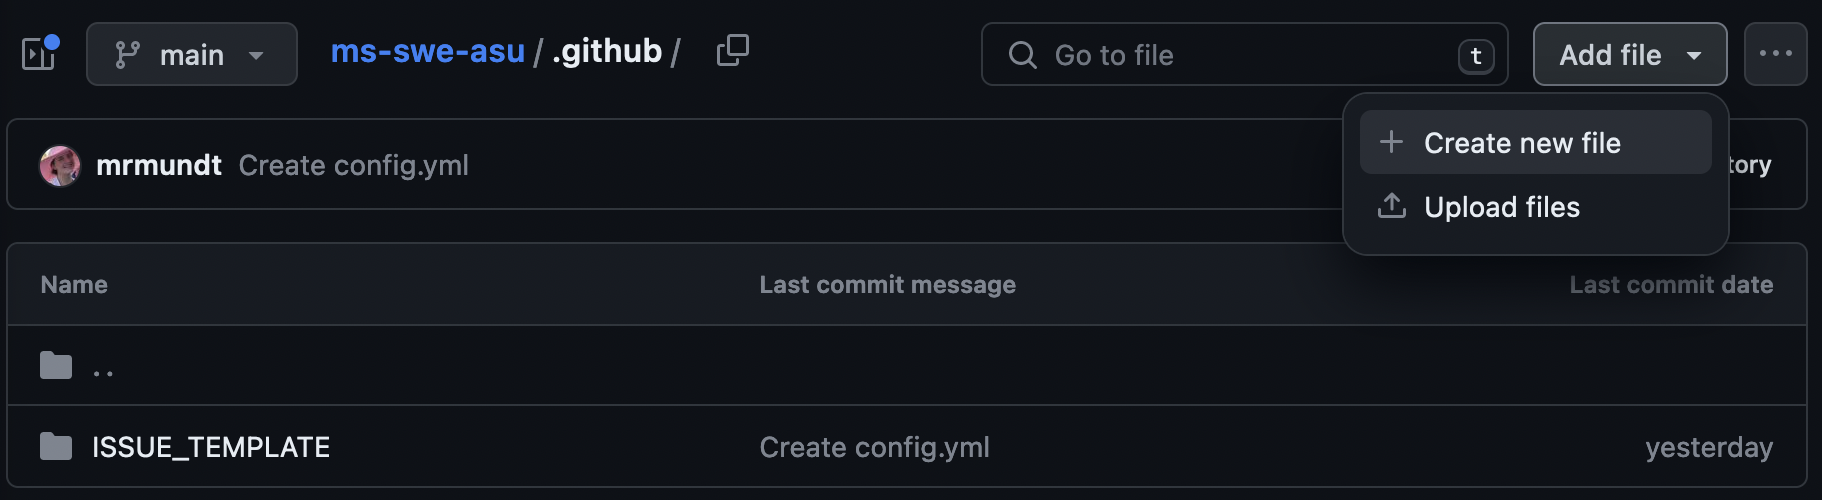 main ms-swe-asu / .github / Go to file t Add file ...
Create new file
mrmundt Create config.yml tory
Upload files
Name Last commit message Last commit date
..
ISSUE_TEMPLATE Create config.yml yesterday